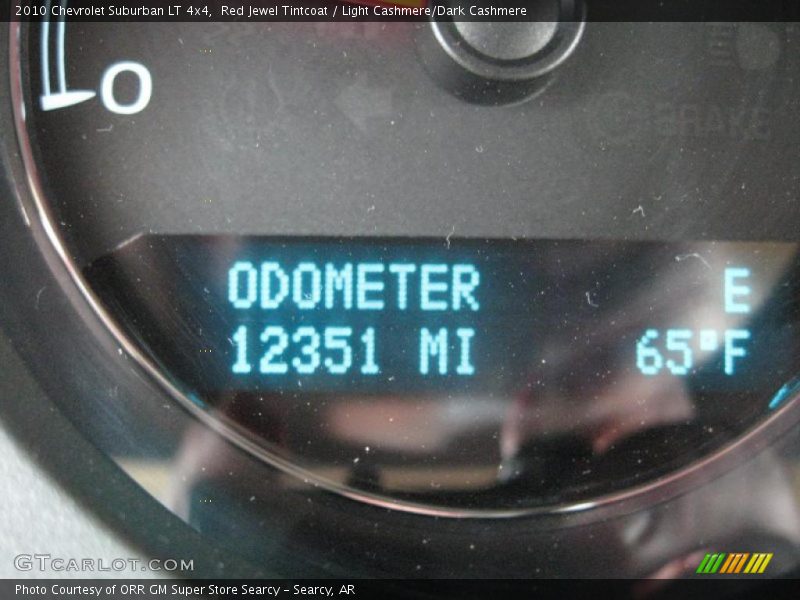 2010 Chevrolet Suburban LT 4x4,  Red Jewel Tintcoat / Light Cashmere/Dark Cashmere
0
BRAKE
ODOMETER E
12351 MI 65°F
GTCARLOT.COM
Photo Courtesy of ORR GM Super Store Searcy – Searcy, AR